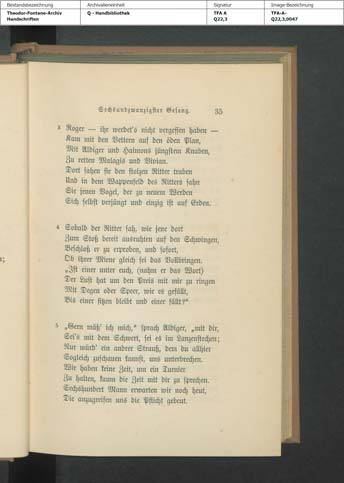 Bestandsbezeichnung
Theodor-Fontane-Archiv
Handschriften
Archivalieneinheit
Q - Handbibliothek
Signatur
TFA A
Q22,3
Image-Bezeichnung
TFA-A-
Q22,3,0047
Sechsundzwanzigster Gesang. 35
3 Roger — ihr werdet's nicht vergessen haben —
Kam mit den Vettern auf den öden Plan,
Mit Aldiger und Haimons jüngstem Knaben,
Zu retten Malagis und Vivian.
Dort sahen sie den stolzen Ritter traben
Und in dem Wappenfeld des Ritters sahn
Sie jenen Vogel, der zu neuem Werden
Sich selbst verjüngt und einzig ist auf Erden.
4 Sobald der Ritter sah, wie jene dort
Zum Stoß bereit ausruhten auf den Schwingen,
Beschloß er zu erproben, und sofort,
Ob ihrer Miene gleich sei das Vollbringen.
„Ist einer unter euch, (nahm er das Wort)
Der Lust hat um den Preis mit mir zu ringen
Mit Degen oder Speer, wie es gefällt,
Bis einer sitzen bleibt und einer fällt?“
5 „Gern möß' ich mich,“ sprach Aldiger, „mit dir,
Sei's mit dem Schwert, sei es im Lanzenstechen;
Nur würd' ein andrer Strauß, den du allhier
Sogleich zuschauen kannst, uns unterbrechen.
Wir haben keine Zeit, um ein Turnier
Zu halten, kaum die Zeit mit dir zu sprechen.
Sechshundert Mann erwarten wir noch heut,
Die anzugreifen uns die Pflicht gebeut.